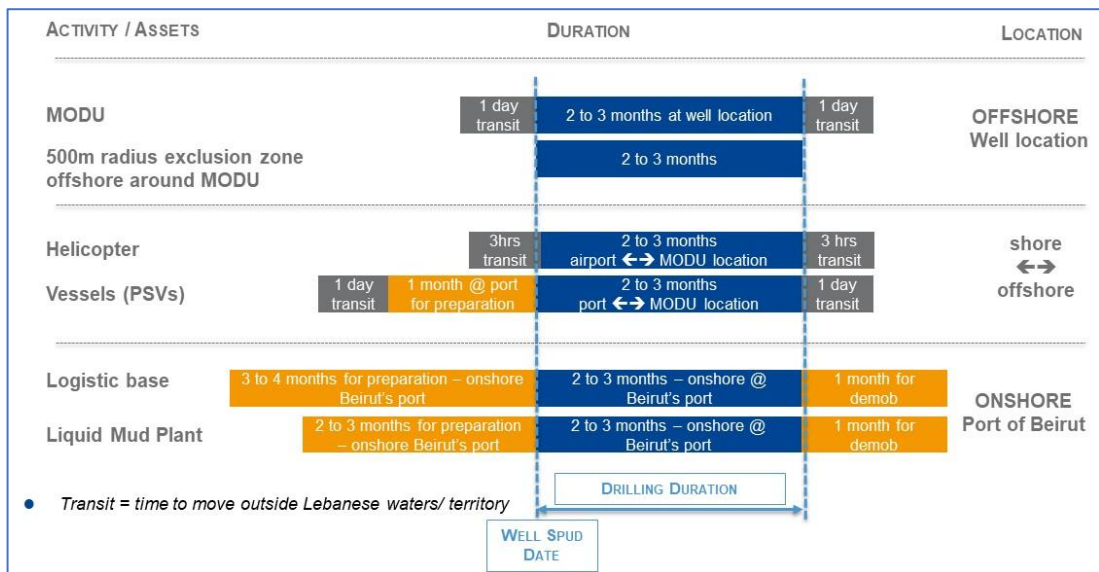 ACTIVITY / ASSETS
DURATION
LOCATION
MODU
1 day
transit
2 to 3 months at well location
1 day
transit
OFFSHORE
Well location
500m radius exclusion zone
offshore around MODU
2 to 3 months
Helicopter
3hrs
transit
2 to 3 months
airport ←→ MODU location
3 hrs
transit
shore
←→
offshore
Vessels (PSVs)
1 day
transit
1 month @ port
for preparation
2 to 3 months
port ←→ MODU location
1 day
transit
Logistic base
3 to 4 months for preparation – onshore
Beirut's port
2 to 3 months – onshore @
Beirut's port
1 month for
demob
ONSHORE
Port of Beirut
Liquid Mud Plant
2 to 3 months for preparation
– onshore Beirut's port
2 to 3 months – onshore @
Beirut's port
1 month for
demob
DRILLING DURATION
• Transit = time to move outside Lebanese waters/ territory
WELL SPUD
DATE